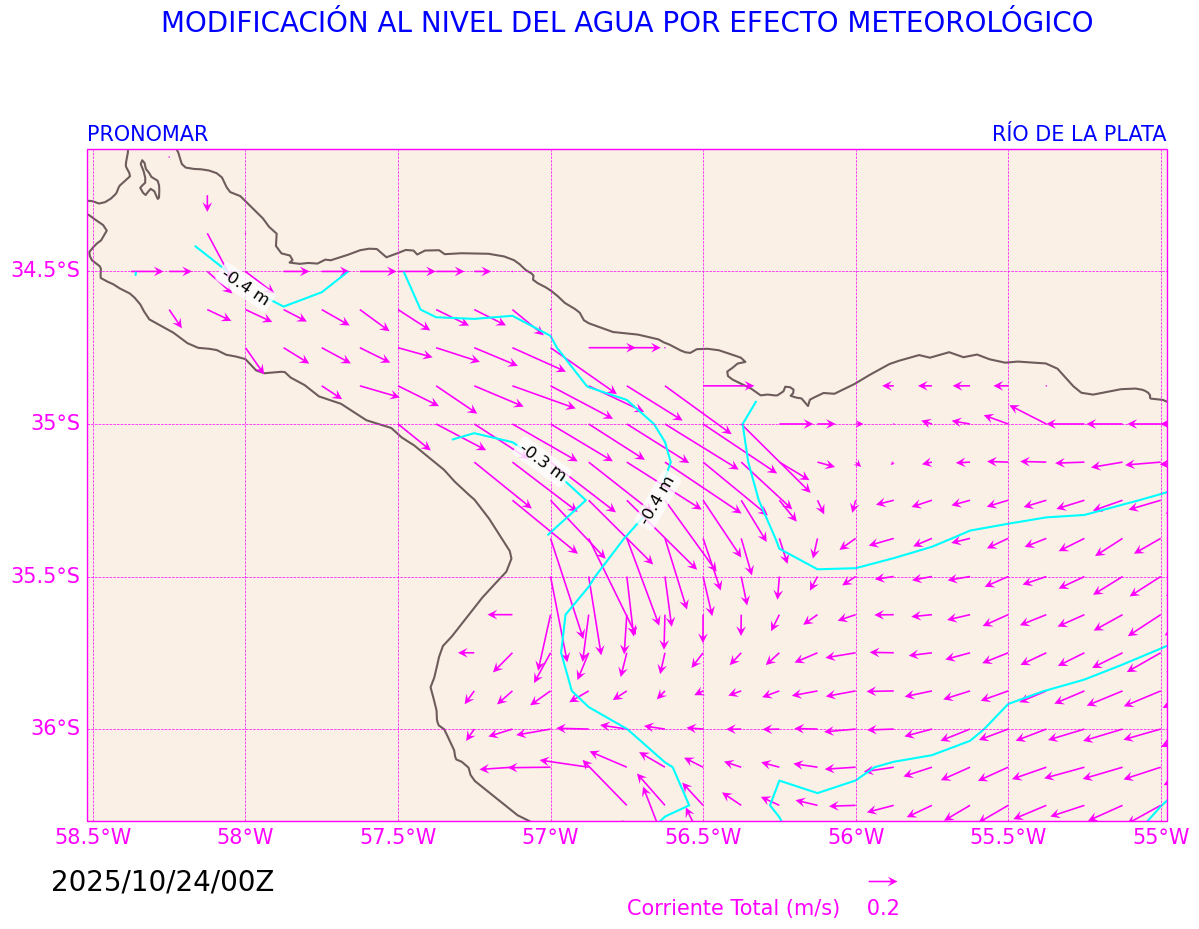 MODIFICACIÓN AL NIVEL DEL AGUA POR EFECTO METEOROLÓGICO
PRONOMAR
RÍO DE LA PLATA
34.5°S
-0.4 m
35°S
-0.3 m
-0.4 m
35.5°S
36°S
58.5°W 58°W 57.5°W 57°W 56.5°W 56°W 55.5°W 55°W
2025/10/24/00Z
Corriente Total (m/s) 0.2